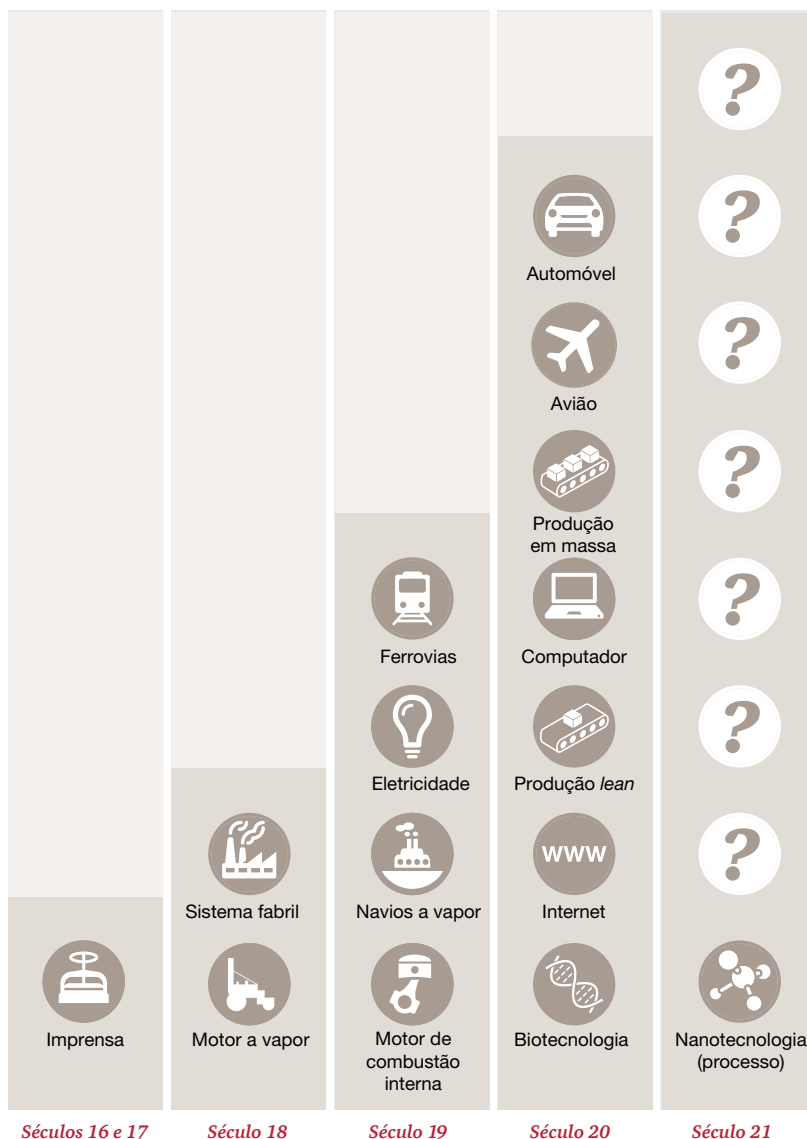 ?
?
Automóvel
?
Avião
?
Produção
em massa
?
Ferrovias
Computador
?
Eletricidade
Produção lean
www
?
Sistema fabril
Navios a vapor
Internet
Imprensa
Motor a vapor
Motor de
combustão
interna
Biotecnologia
Nanotecnologia
(processo)
Séculos 16 e 17
Século 18
Século 19
Século 20
Século 21